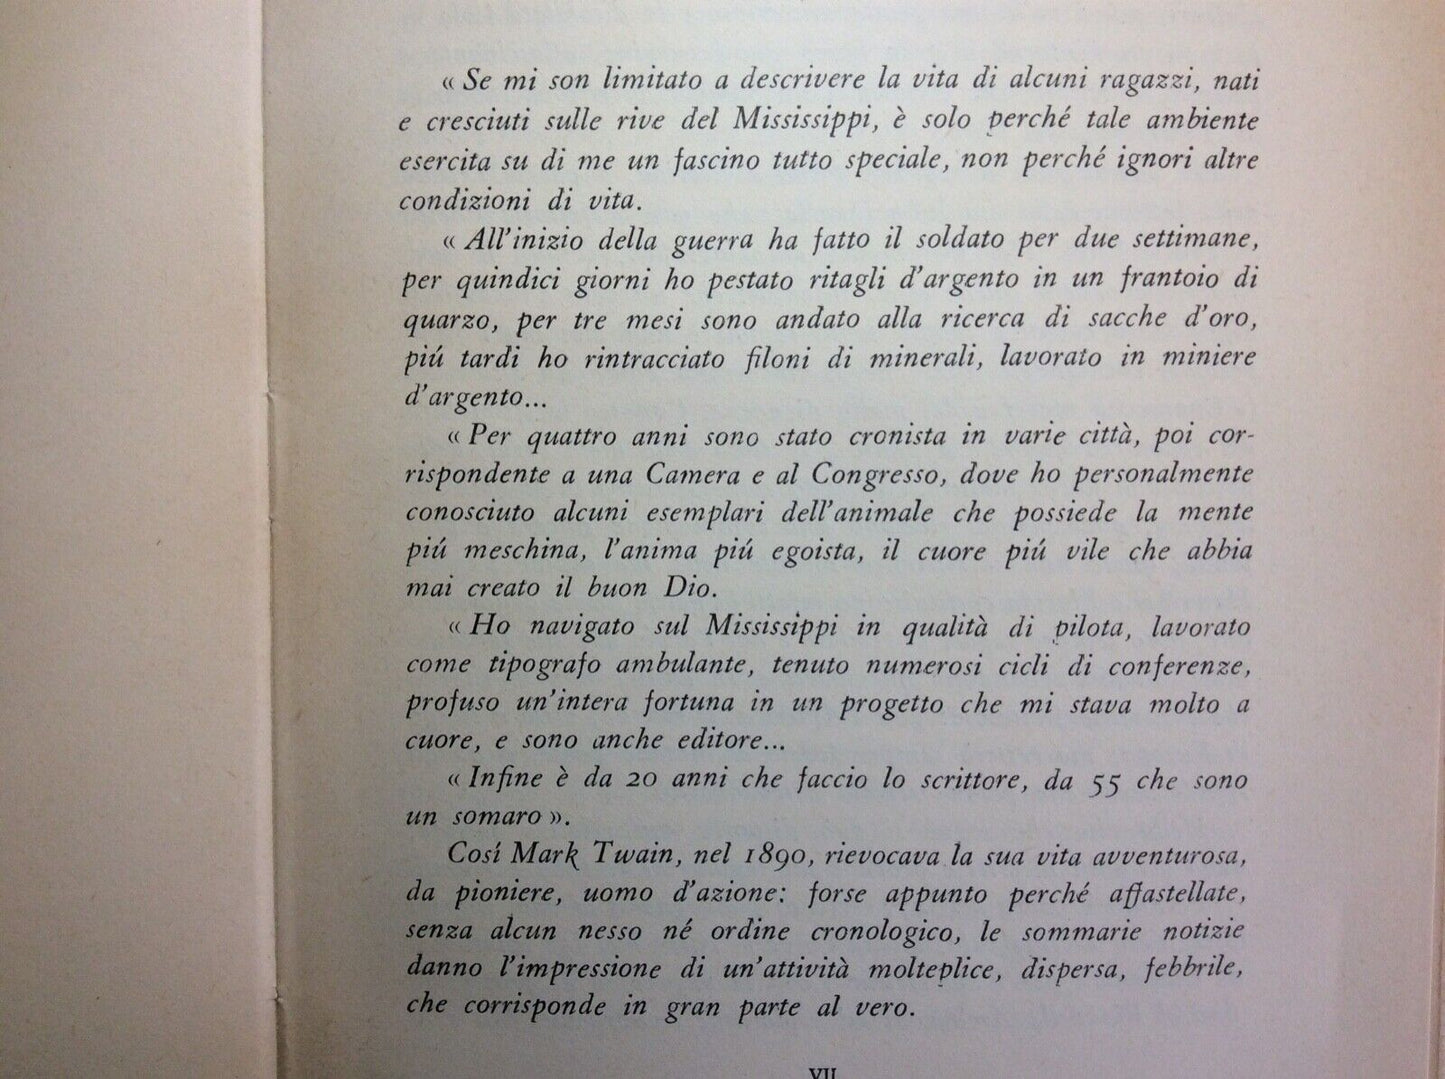 « Se mi son limitato a descrivere la vita di alcuni ragazzi, nati
e cresciuti sulle rive del Mississippi, è solo perché tale ambiente
esercita su di me un fascino tutto speciale, non perché ignori altre
condizioni di vita.
« All'inizio della guerra ha fatto il soldato per due settimane,
per quindici giorni ho pestato ritagli d'argento in un frantoio di
quarzo, per tre mesi sono andato alla ricerca di sacche d'oro,
piú tardi ho rintracciato filoni di minerali, lavorato in miniere
d'argento...
« Per quattro anni sono stato cronista in varie città, poi cor-
rispondente a una Camera e al Congresso, dove ho personalmente
conosciuto alcuni esemplari dell'animale che possiede la mente
piú meschina, l'anima piú egoista, il cuore piú vile che abbia
mai creato il buon Dio.
« Ho navigato sul Mississippi in qualità di pilota, lavorato
come tipografo ambulante, tenuto numerosi cicli di conferenze,
profuso un'intera fortuna in un progetto che mi stava molto a
cuore, e sono anche editore...
« Infine è da 20 anni che faccio lo scrittore, da 55 che sono
un somaro ».
Cosí Mark Twain, nel 1890, rievocava la sua vita avventurosa,
da pioniere, uomo d'azione: forse appunto perché affastellate,
senza alcun nesso né ordine cronologico, le sommarie notizie
danno l'impressione di un'attività molteplice, dispersa, febbrile,
che corrisponde in gran parte al vero.
VII